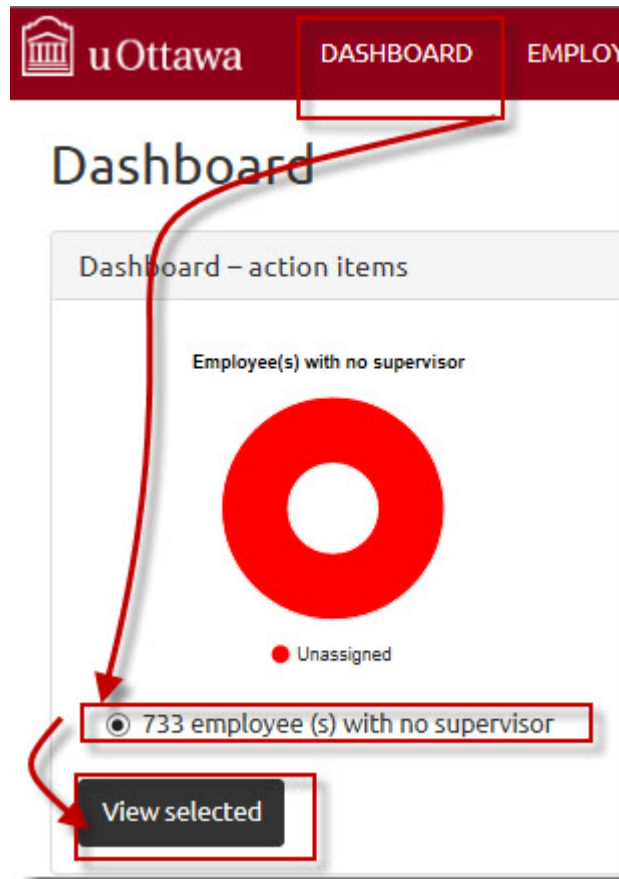 uOttawa DASHBOARD EMPLOY
Dashboard
Dashboard – action items
Employee(s) with no supervisor
Unassigned
733 employee (s) with no supervisor
View selected